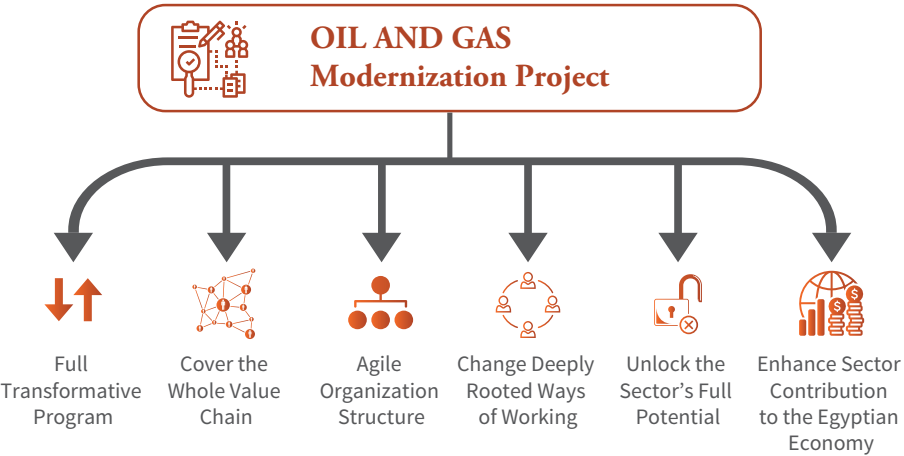 OIL AND GAS
Modernization Project
Full
Transformative
Program
Cover the
Whole Value
Chain
Agile
Organization
Structure
Change Deeply
Rooted Ways
of Working
Unlock the
Sector’s Full
Potential
Enhance Sector
Contribution
to the Egyptian
Economy
$
$